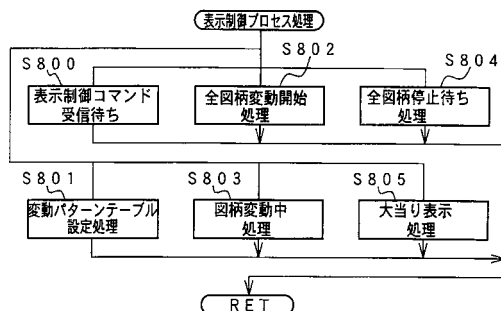 表示制御プロセス処理
S800
表示制御コマンド
受信待ち
S802
全図柄変動開始
処理
S804
全図柄停止待ち
処理
S801
変動パターンテーブル
設定処理
S803
図柄変動中
処理
S805
大当り表示
処理
RET